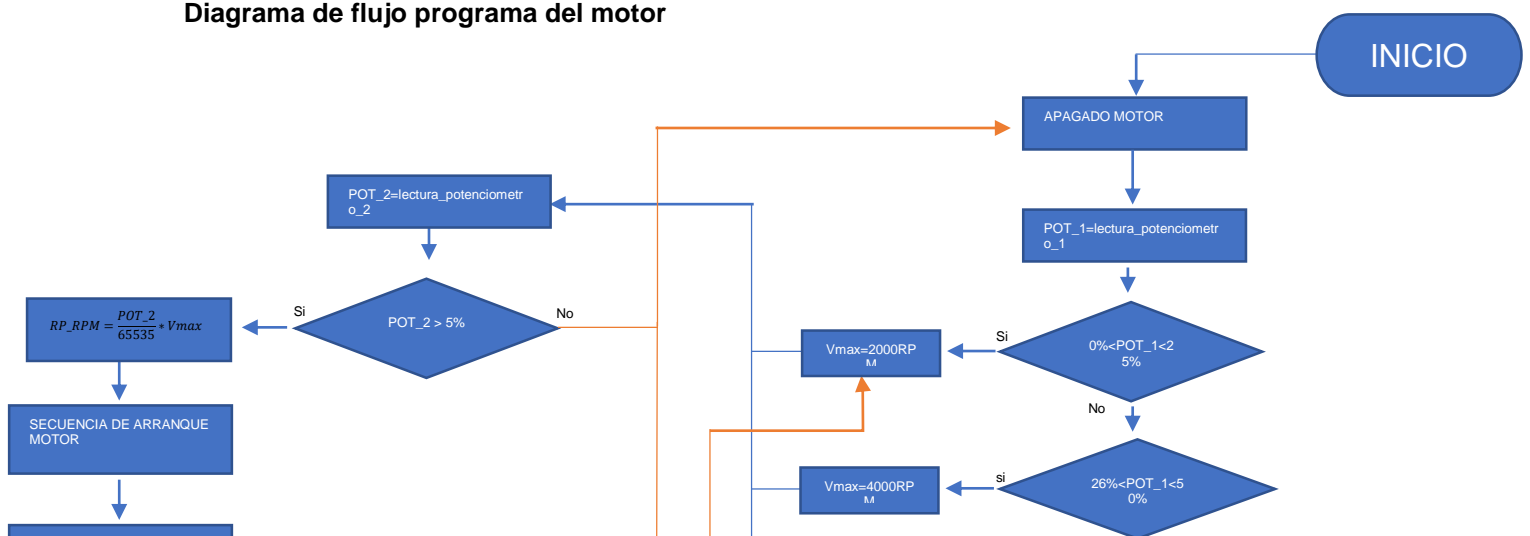 Diagrama de flujo programa del motor
INICIO
APAGADO MOTOR
POT_2=lectura_potenciometr
o_2
POT_1=lectura_potenciometr
o_1
RP_RPM = POT_2/65535 * Vmax
Si
POT_2 > 5%
No
Vmax=2000RP
M
Si
0%<POT_1<2
5%
No
SECUENCIA DE ARRANQUE
MOTOR
Vmax=4000RP
M
si
26%<POT_1<5
0%